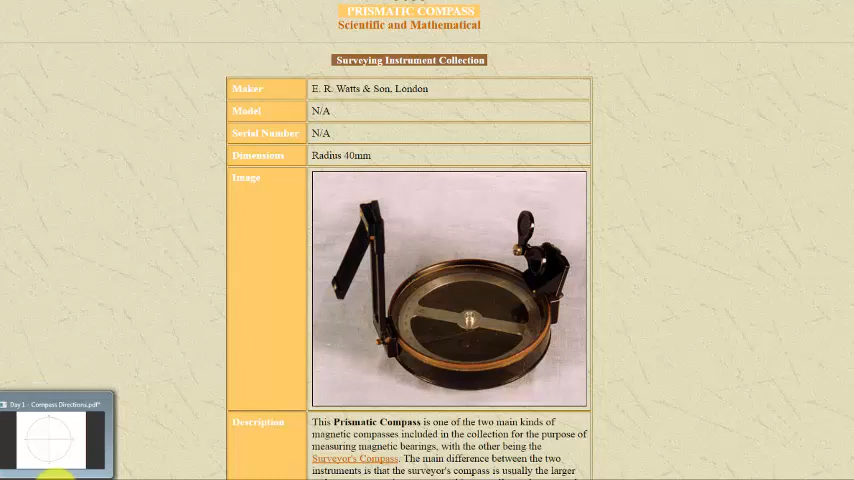 PRISMATIC COMPASS
Scientific and Mathematical
Surveying Instrument Collection
Maker E. R. Watts & Son, London
Model N/A
Serial Number N/A
Dimensions Radius 40mm
Image
Description This Prismatic Compass is one of the two main kinds of
magnetic compasses included in the collection for the purpose of
measuring magnetic bearings, with the other being the
Surveyor's Compass. The main difference between the two
instruments is that the surveyor's compass is usually the larger
Day 1 - Compass Directions.pdf*